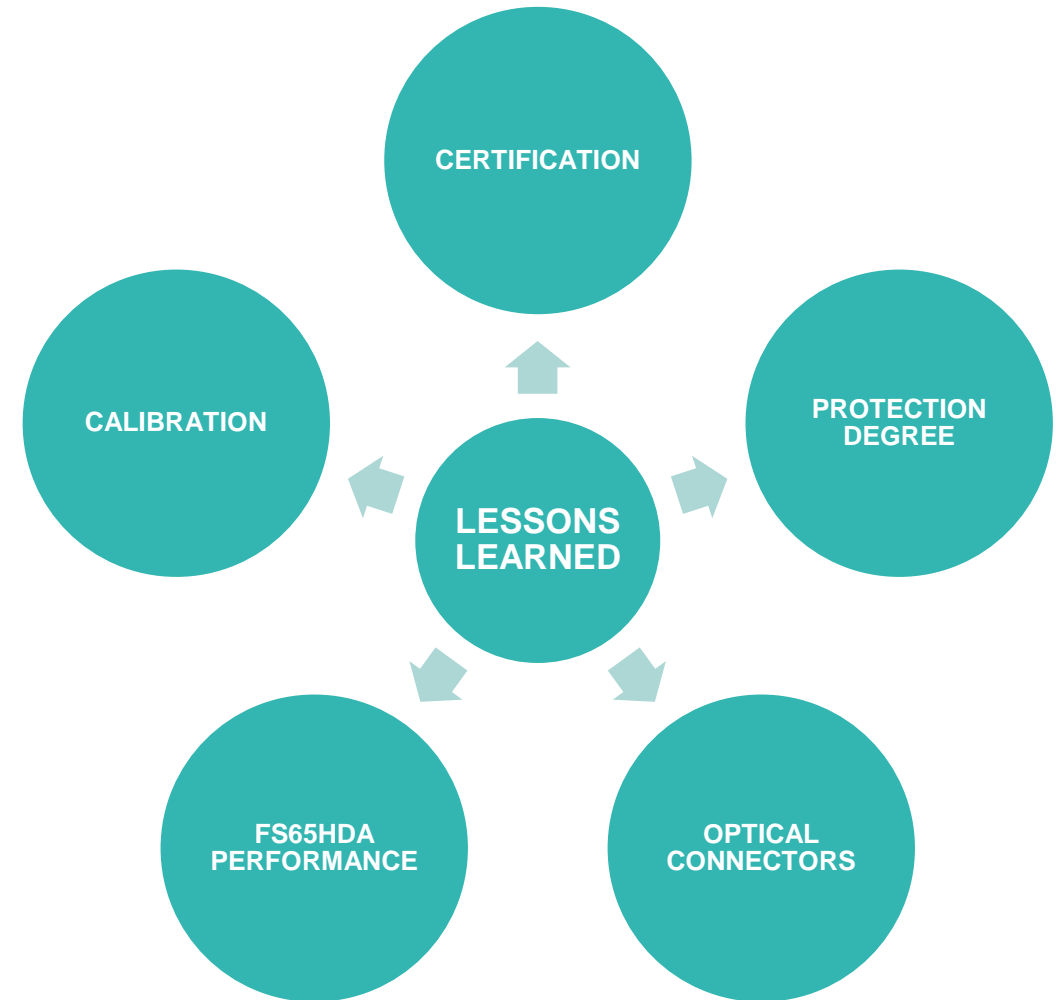 CERTIFICATION
PROTECTION
DEGREE
CALIBRATION
LESSONS
LEARNED
FS65HDA
PERFORMANCE
OPTICAL
CONNECTORS